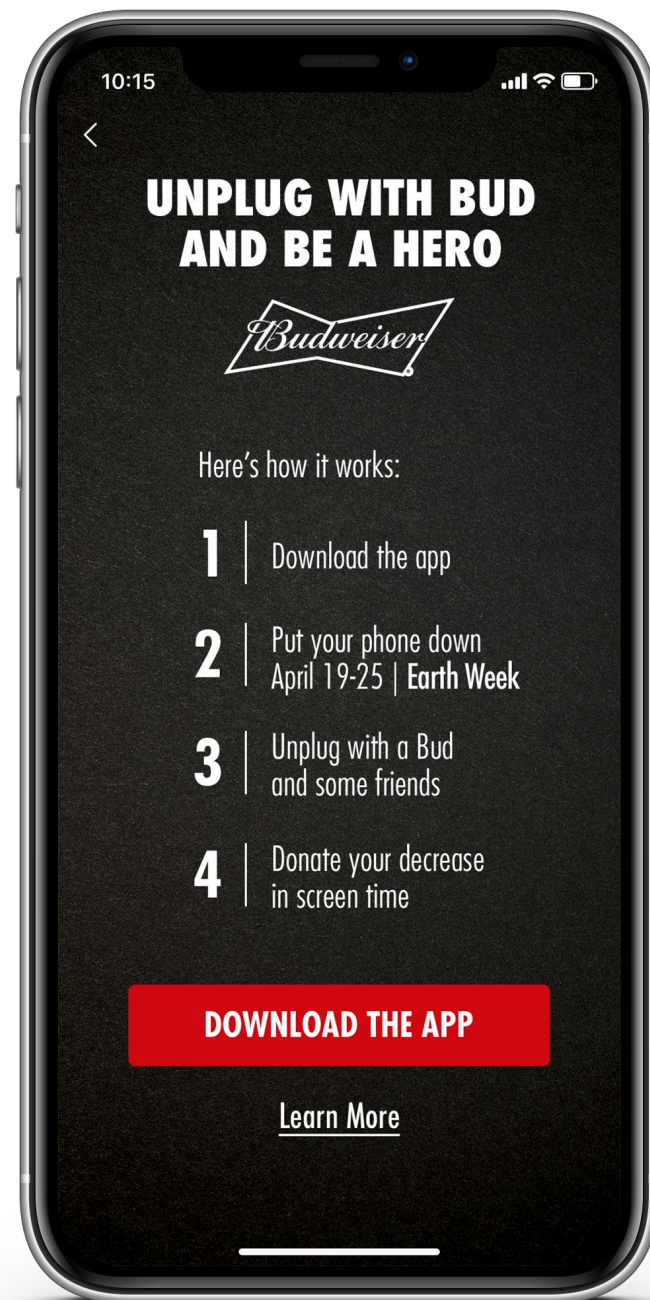 10:15
UNPLUG WITH BUD
AND BE A HERO
Budweiser
Here's how it works:
1
Download the app
2
Put your phone down
April 19-25 | Earth Week
3
Unplug with a Bud
and some friends
4
Donate your decrease
in screen time
DOWNLOAD THE APP
Learn More